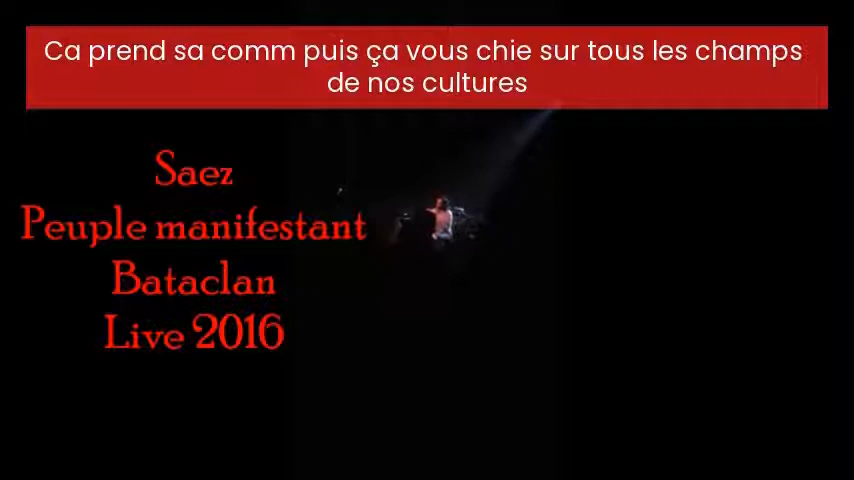 Ca prend sa comm puis ça vous chie sur tous les champs
de nos cultures
Saez
Peuple manifestant
Bataclan
Live 2016